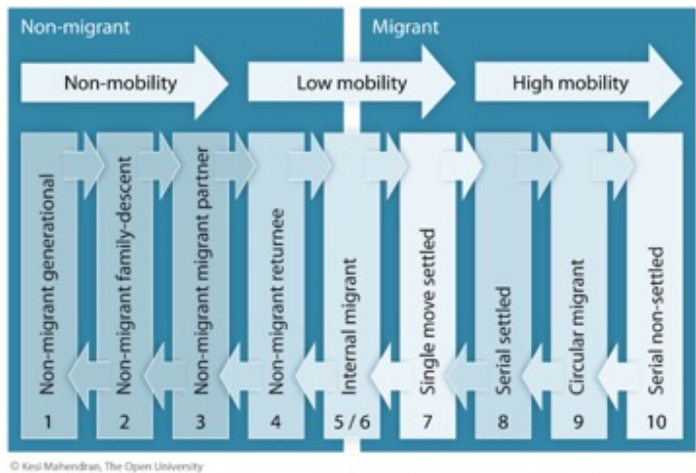 Non-migrant
Migrant
Non-mobility
Low mobility
High mobility
Non-migrant generational
Non-migrant family-descent
Non-migrant migrant partner
Non-migrant returnee
Internal migrant
Single move settled
Serial settled
Circular migrant
Serial non-settled
1
2
3
4
5 / 6
7
8
9
10
© Kesi Mahendran, The Open University